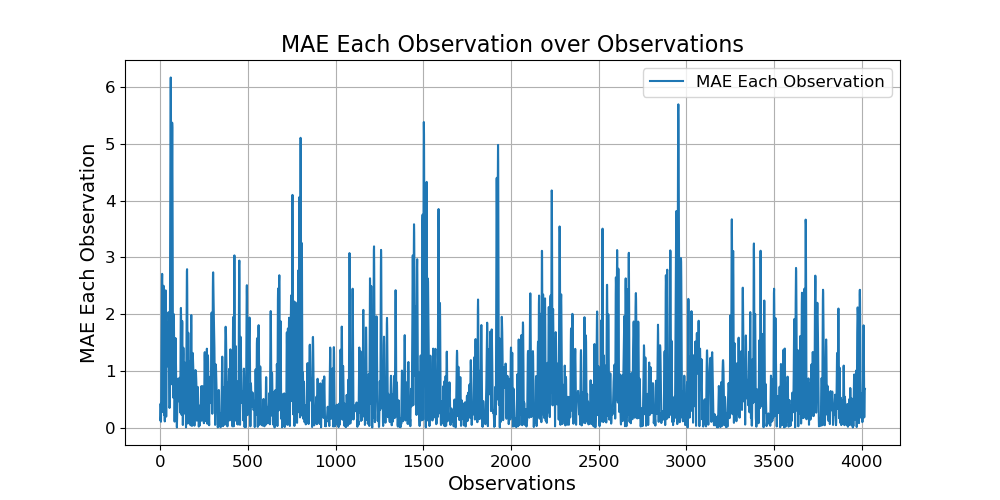 MAE Each Observation over Observations
MAE Each Observation
MAE Each Observation
6
5
4
3
2
1
0
0 500 1000 1500 2000 2500 3000 3500 4000
Observations